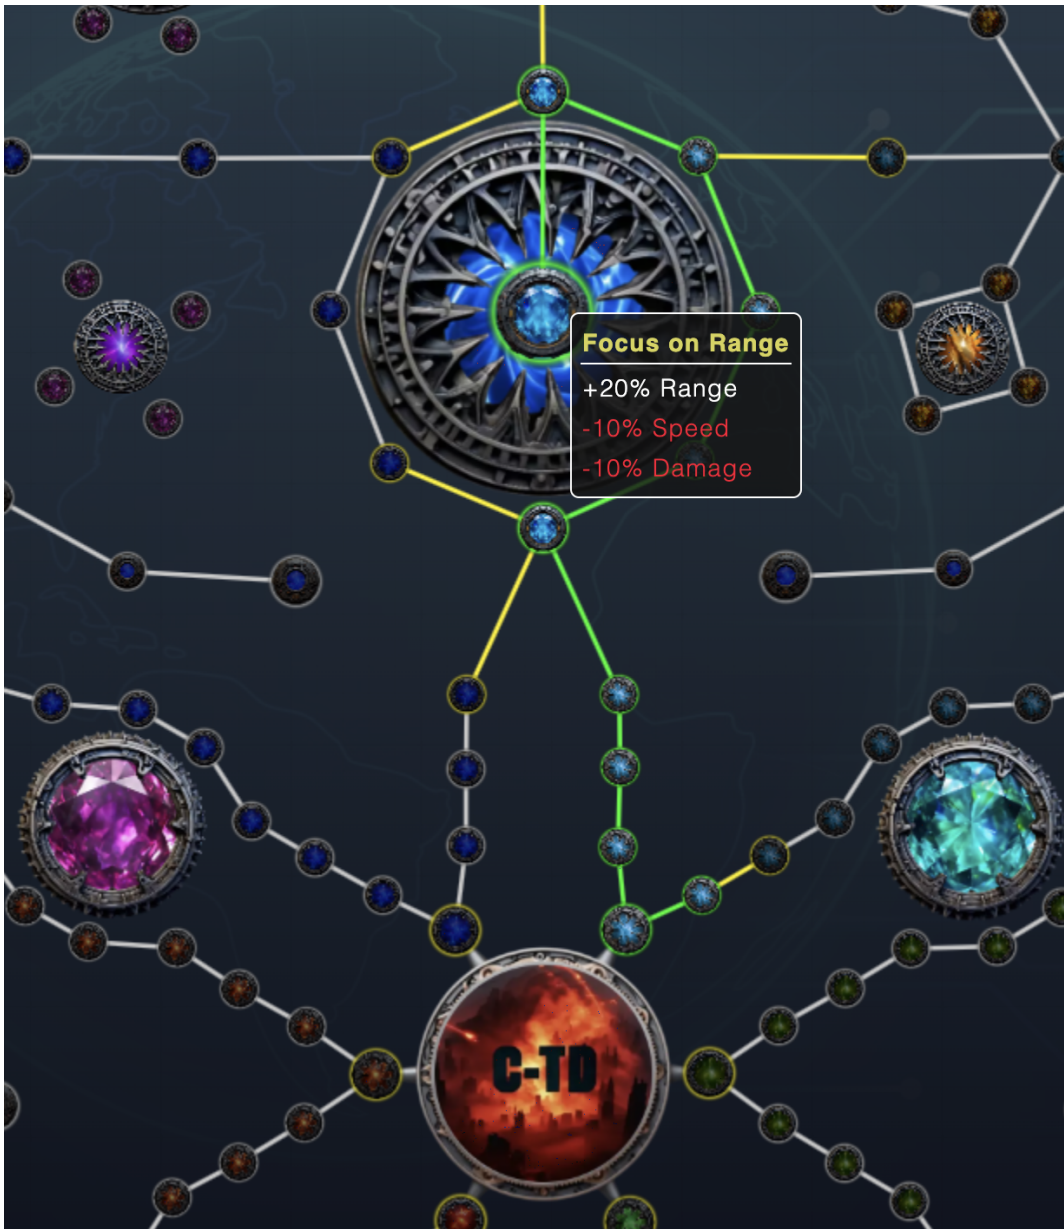 Focus on Range
+20% Range
-10% Speed
-10% Damage
C-TD